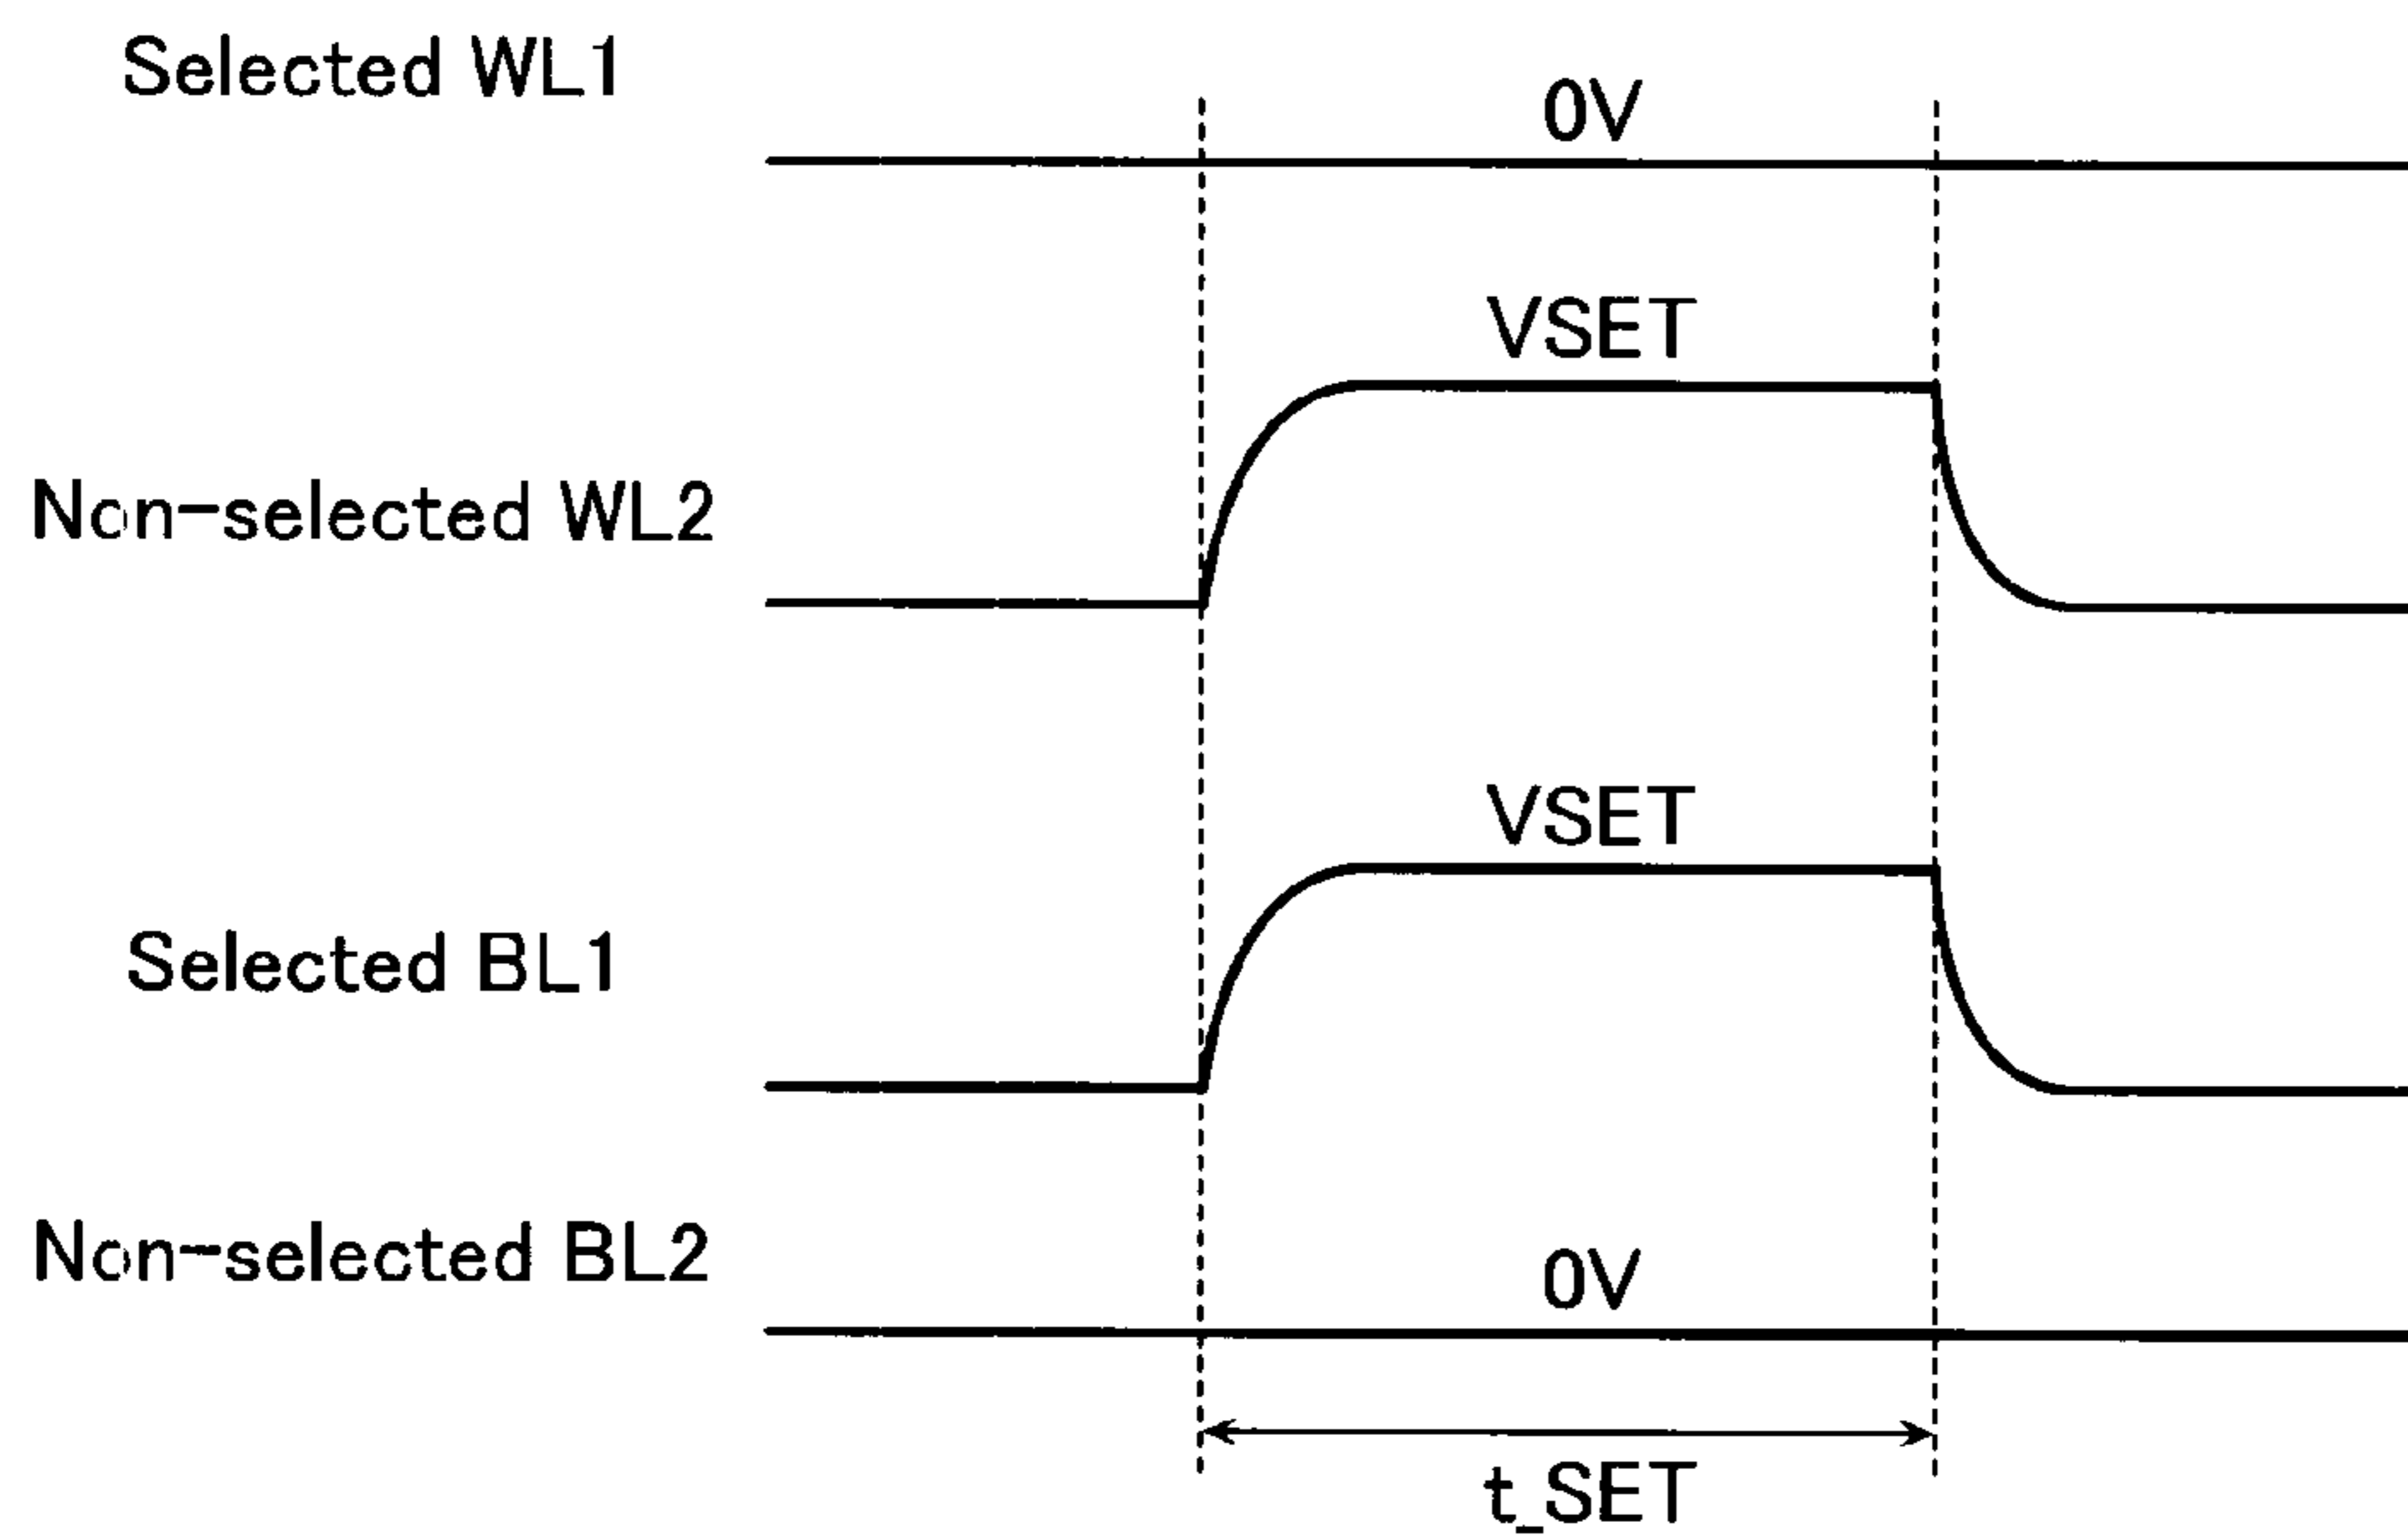 Selected WL1
0V
VSET
Non-selected WL2
VSET
Selected BL1
Non-selected BL2
0V
t_SET